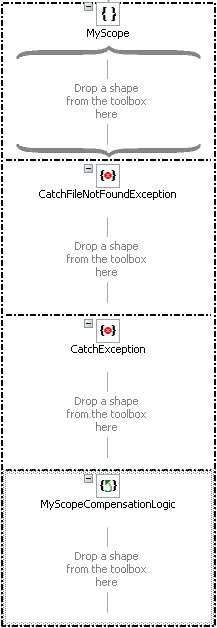 MyScope
Drop a shape
from the toolbox
here
CatchFileNotFoundException
Drop a shape
from the toolbox
here
CatchException
Drop a shape
from the toolbox
here
MyScopeCompensationLogic
Drop a shape
from the toolbox
here